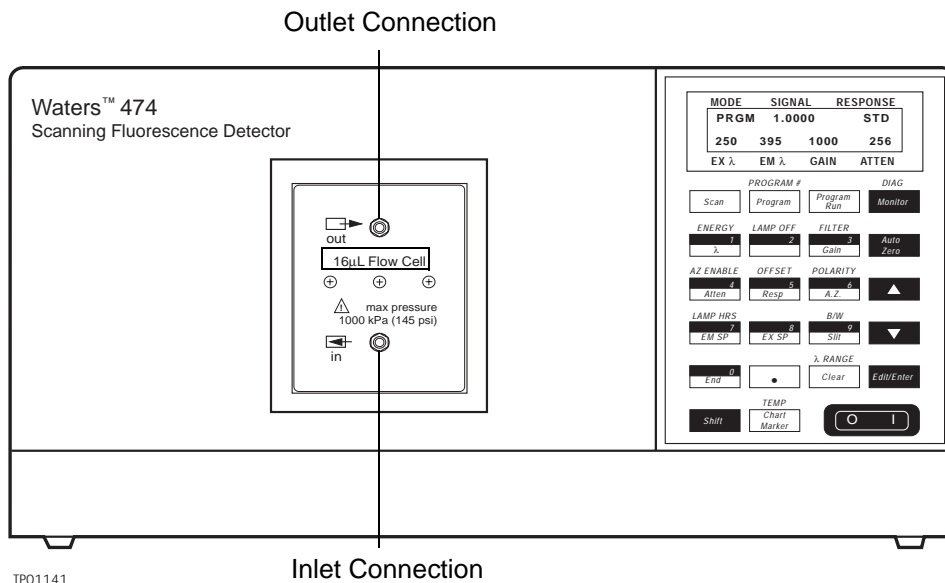 Outlet Connection
Waters™ 474
Scanning Fluorescence Detector
out
16µL Flow Cell
max pressure
1000 kPa (145 psi)
in
MODE SIGNAL RESPONSE
PRGM 1.0000 STD
250 395 1000 256
EX λ EM λ GAIN ATTEN
PROGRAM # DIAG
Scan Program Program Run Monitor
ENERGY LAMP OFF FILTER
1 2 3 Auto Zero
λ Gain
AZ ENABLE OFFSET POLARITY
4 5 6
Atten Resp A.Z.
LAMP HRS B/W
7 8 9
EM SP EX SP Slit
λ RANGE
0 . Clear Edit/Enter
End
TEMP
Shift Chart Marker O I
Inlet Connection
TP01141